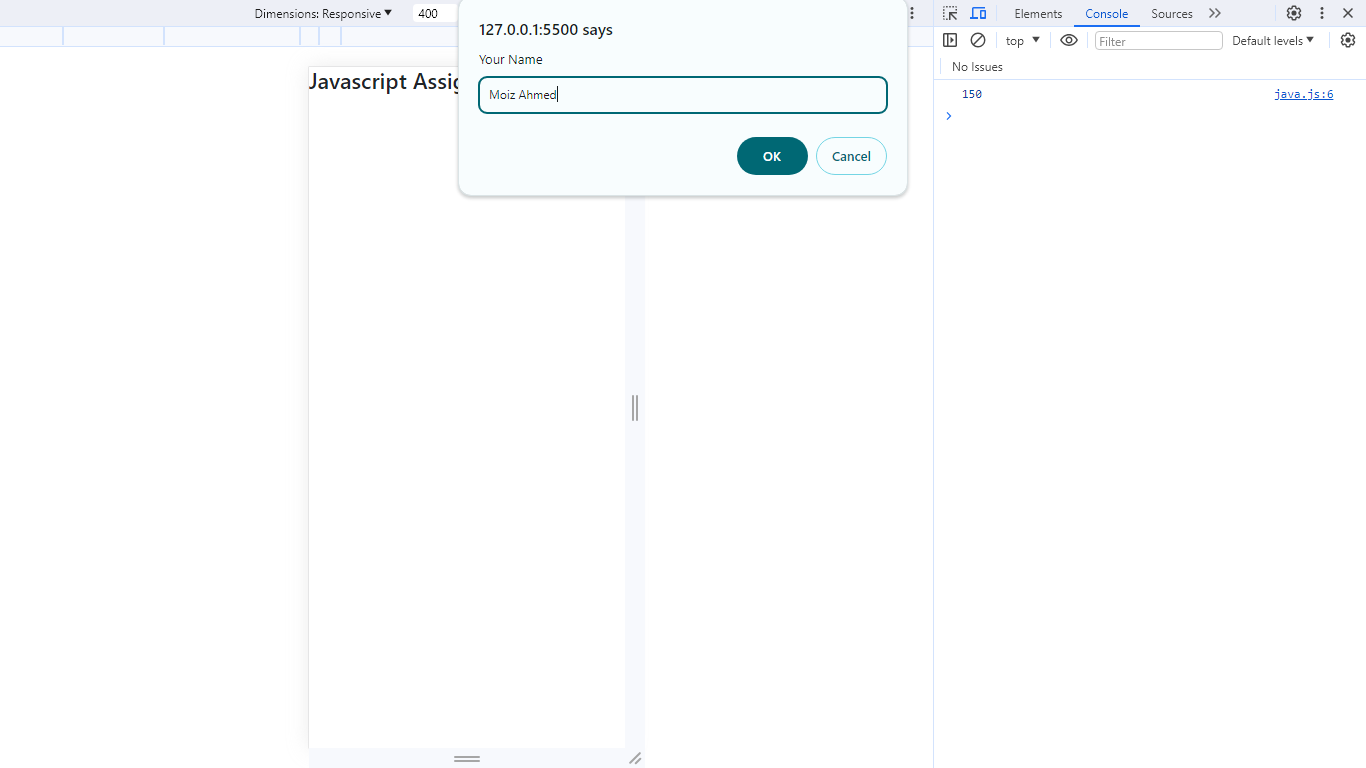 Dimensions: Responsive 400
127.0.0.1:5500 says
Your Name
Moiz Ahmed
OK Cancel
Javascript Assig
Elements Console Sources
top Filter Default levels
No Issues
150 java.js:6